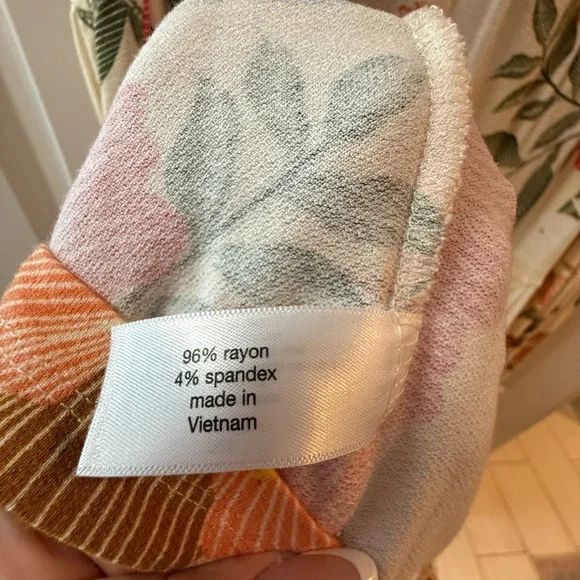 96% rayon
4% spandex
made in
Vietnam